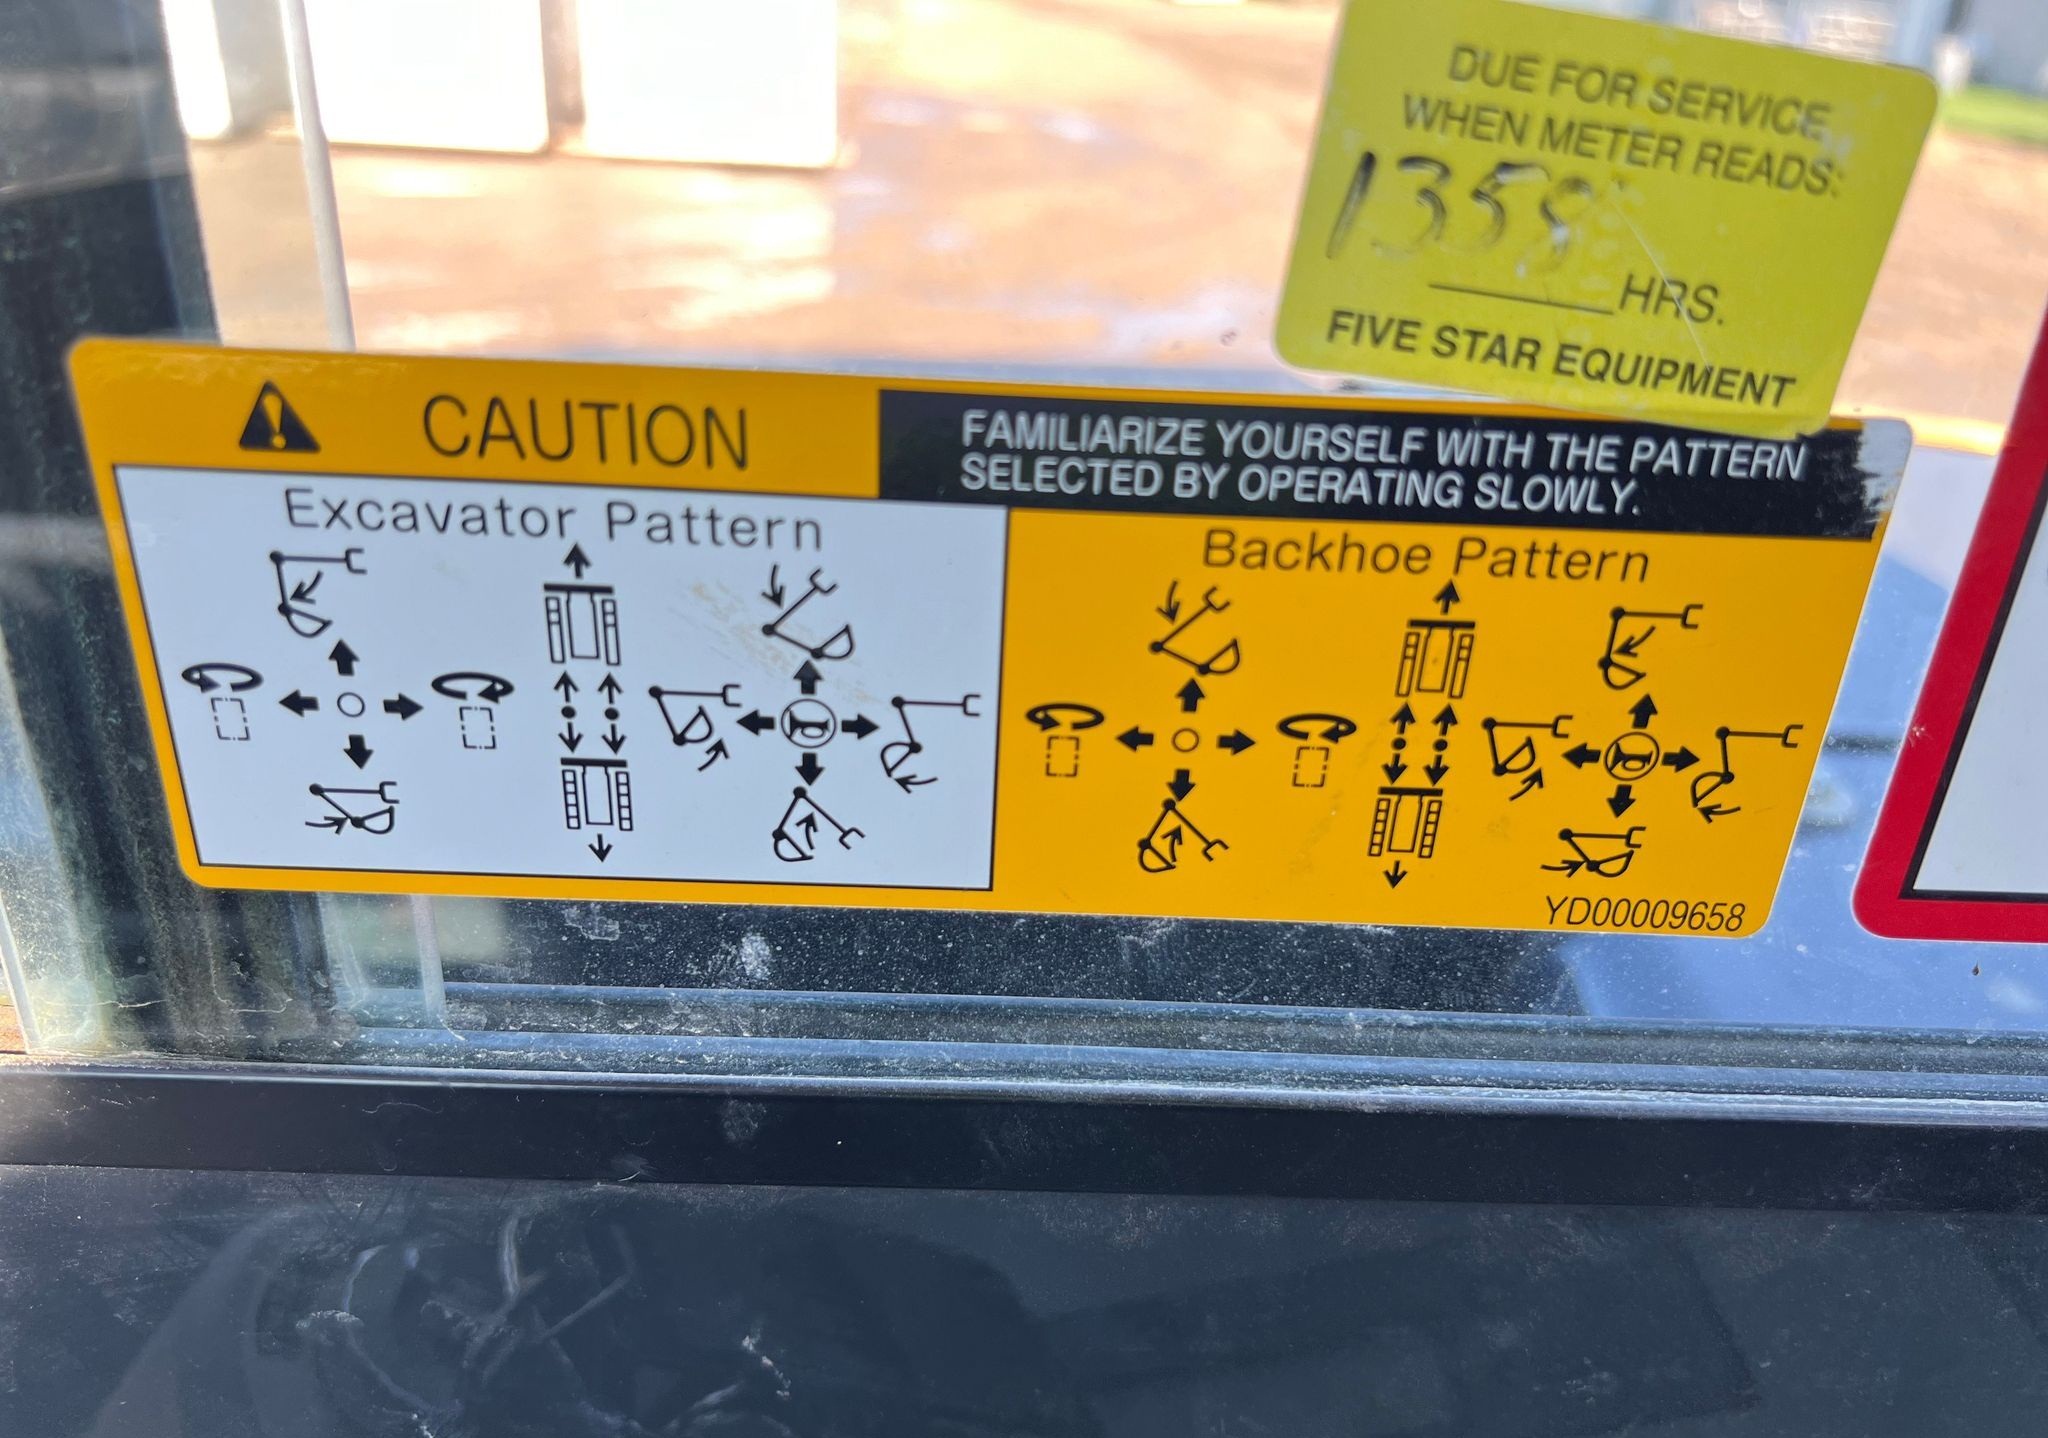 DUE FOR SERVICE
WHEN METER READS:
1358
HRS.
FIVE STAR EQUIPMENT
CAUTION
FAMILIARIZE YOURSELF WITH THE PATTERN
SELECTED BY OPERATING SLOWLY.
Excavator Pattern
Backhoe Pattern
YD00009658